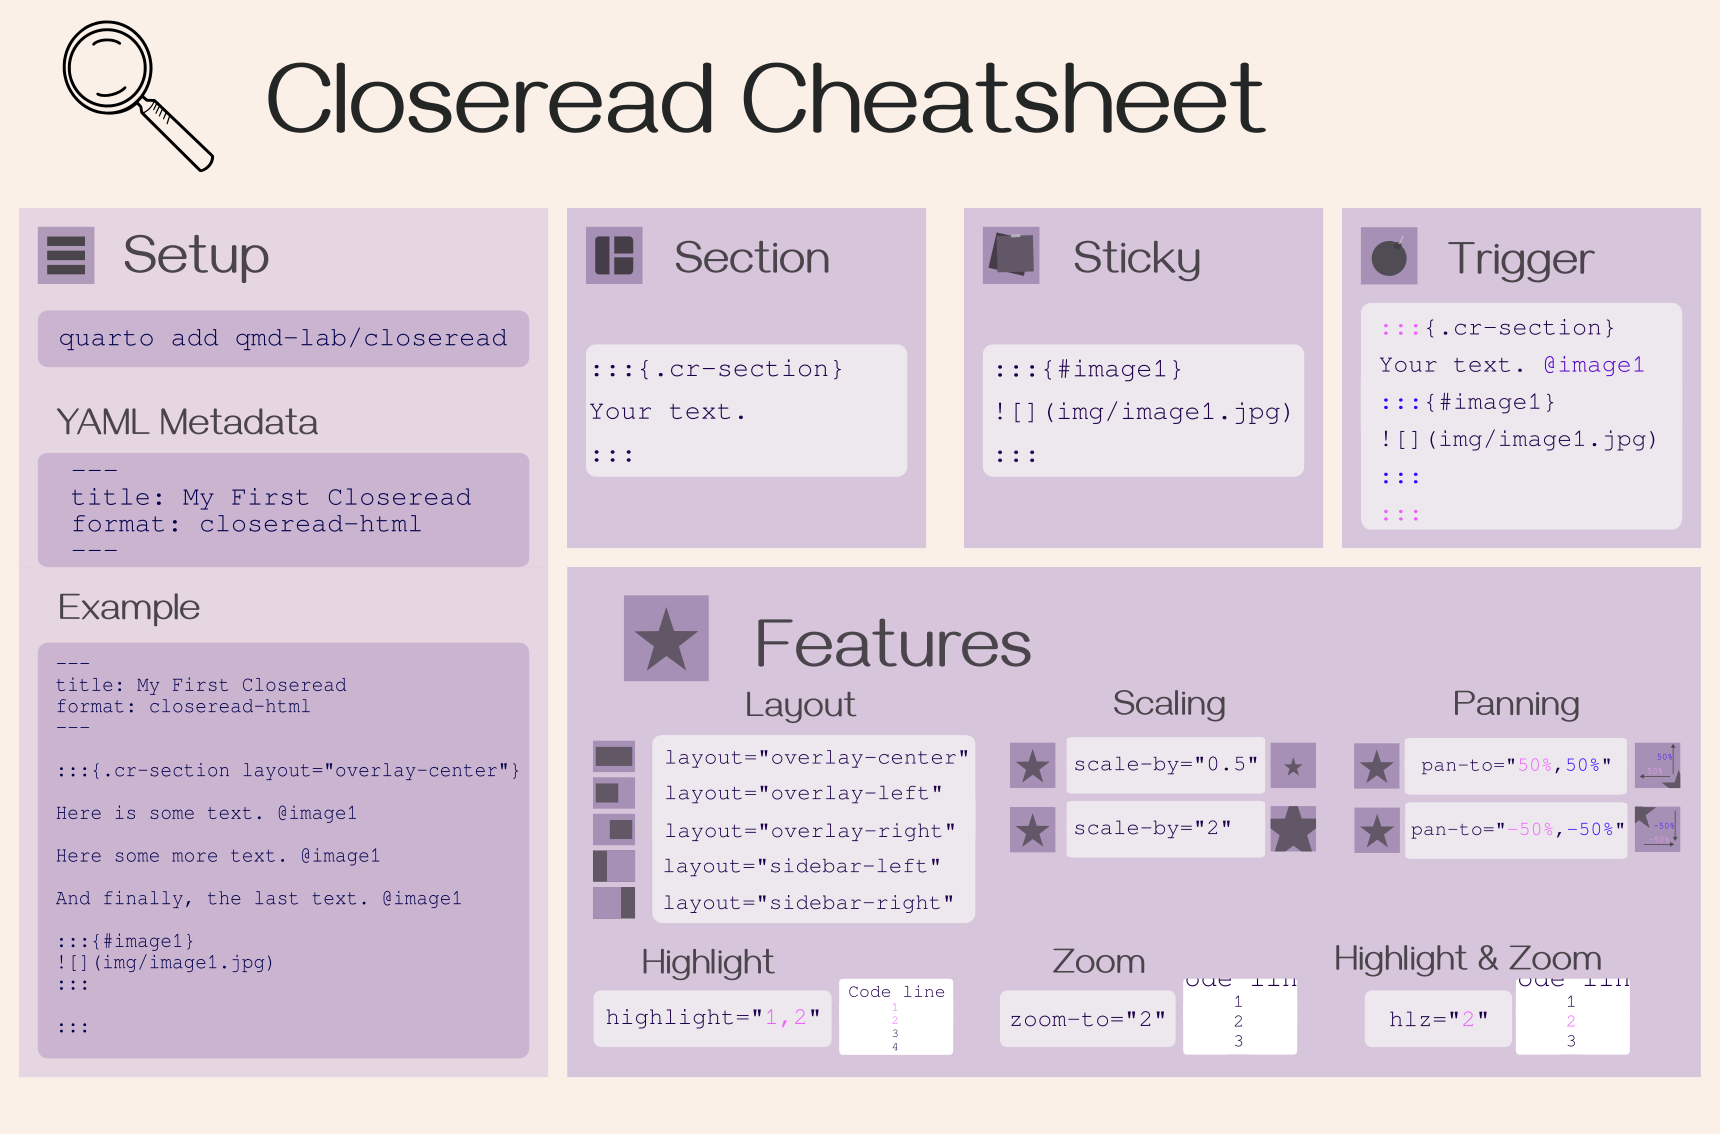 Closeread Cheatsheet
Setup
quarto add qmd-lab/closeread
YAML Metadata
---
title: My First Closeread
format: closeread-html
---
Example
---
title: My First Closeread
format: closeread-html
---
:::{.cr-section layout="overlay-center"}
Here is some text. @image1
Here some more text. @image1
And finally, the last text. @image1
:::{#image1}
![](img/image1.jpg)
:::
:::
Section
:::{.cr-section}
Your text.
:::
Sticky
:::{#image1}
![](img/image1.jpg)
:::
Trigger
:::{.cr-section}
Your text. @image1
:::{#image1}
![](img/image1.jpg)
:::
:::
Features
Layout
layout="overlay-center"
layout="overlay-left"
layout="overlay-right"
layout="sidebar-left"
layout="sidebar-right"
Scaling
scale-by="0.5"
scale-by="2"
Panning
pan-to="50%,50%"
50%
50%
pan-to="-50%,-50%"
-50%
-50%
Highlight
highlight="1,2"
Code line
1
2
3
4
Zoom
zoom-to="2"
ode lin
1
2
3
Highlight & Zoom
hlz="2"
ode lin
1
2
3